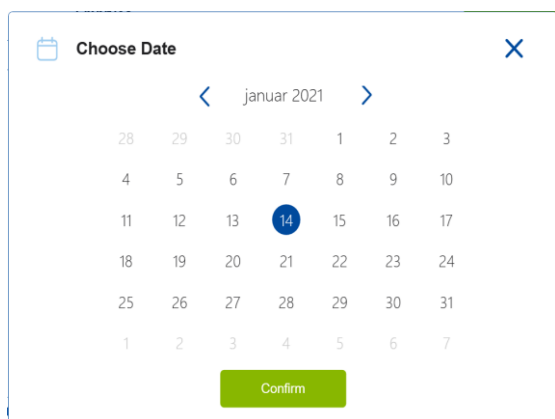 Choose Date
januar 2021
28 29 30 31 1 2 3
4 5 6 7 8 9 10
11 12 13 14 15 16 17
18 19 20 21 22 23 24
25 26 27 28 29 30 31
1 2 3 4 5 6 7
Confirm